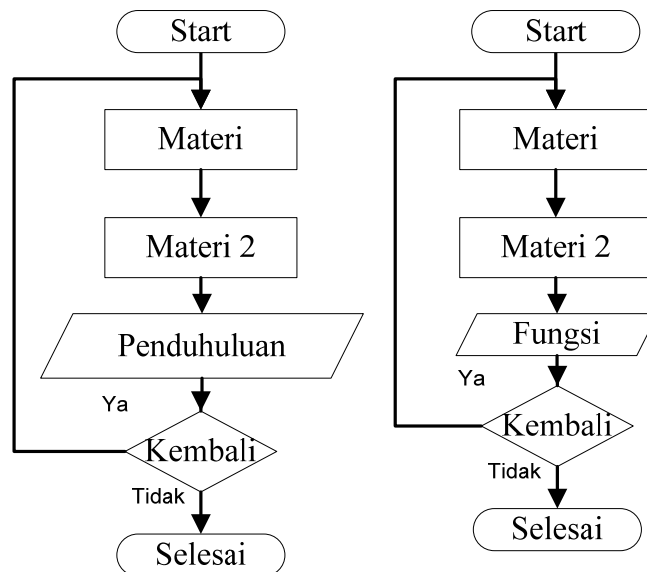 Start
Materi
Materi 2
Penduhuluan
Ya
Kembali
Tidak
Selesai
Start
Materi
Materi 2
Fungsi
Ya
Kembali
Tidak
Selesai